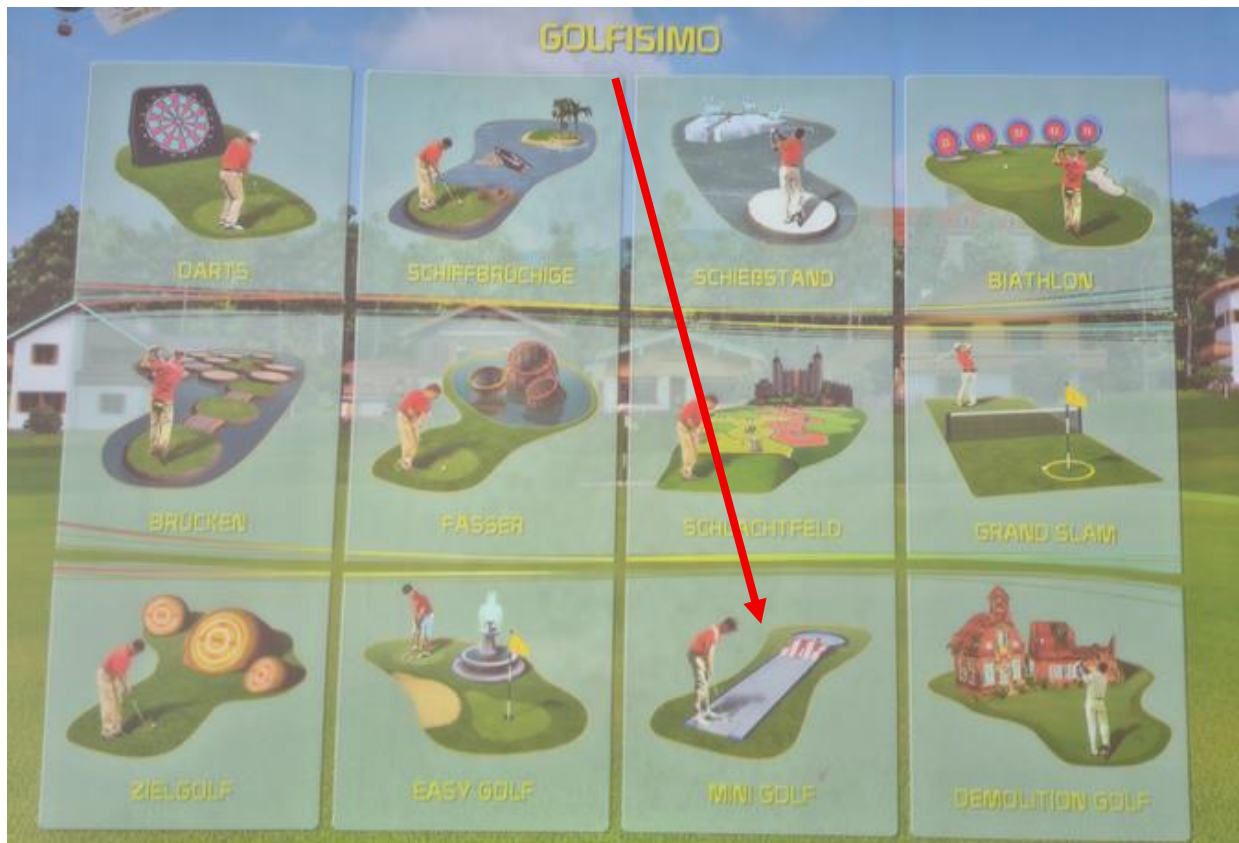 GOLFISIMO
DARTS
SCHIFFBRÜCHIGE
SCHIEßSTAND
BIATHLON
BRÜCKEN
FÄSSER
SCHLACHTFELD
GRAND SLAM
ZIELGOLF
EASY GOLF
MINI GOLF
DEMOLITION GOLF